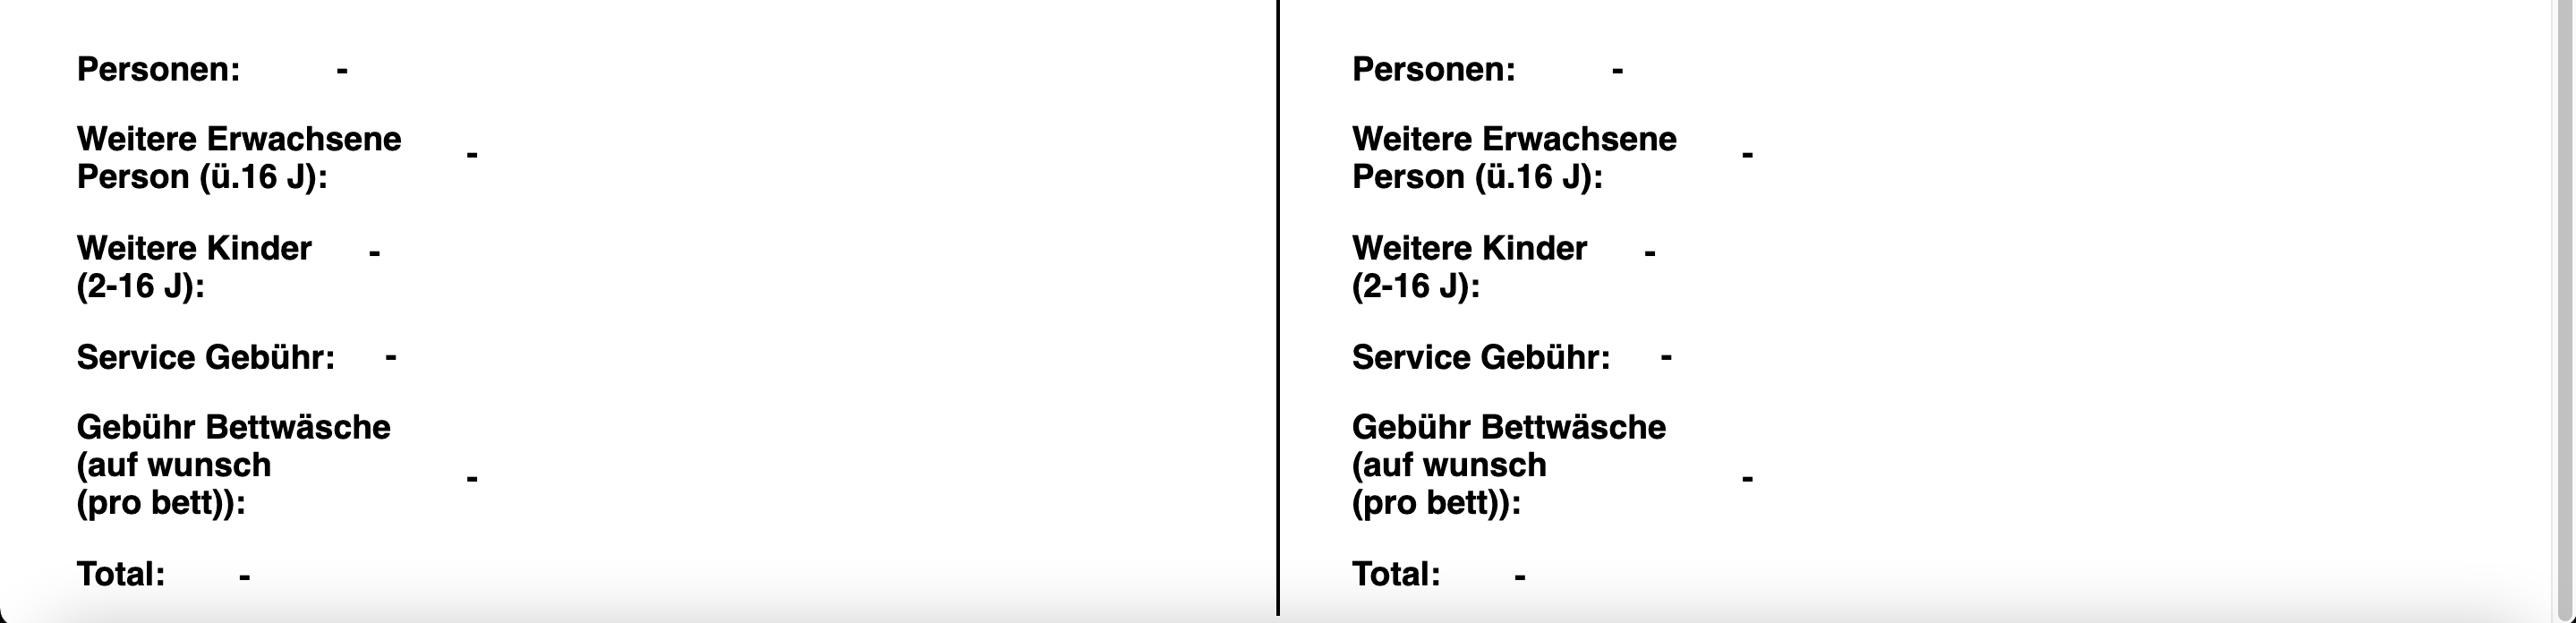 Personen: -
Weitere Erwachsene
Person (ü.16 J): -
Weitere Kinder -
(2-16 J):
Service Gebühr: -
Gebühr Bettwäsche
(auf wunsch -
(pro bett)):
Total: -
Personen: -
Weitere Erwachsene
Person (ü.16 J): -
Weitere Kinder -
(2-16 J):
Service Gebühr: -
Gebühr Bettwäsche
(auf wunsch -
(pro bett)):
Total: -